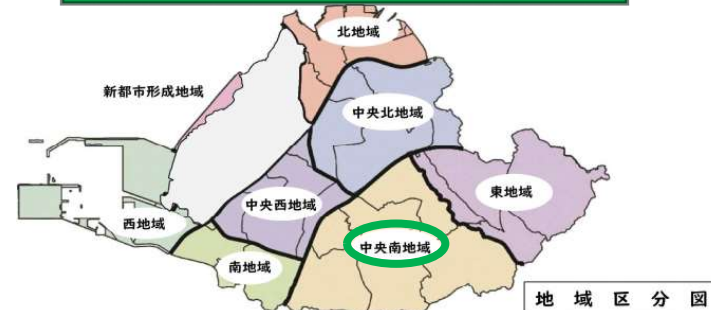 北地域
新都市形成地域
中央北地域
東地域
中央西地域
西地域
中央南地域
南地域
地域区分図